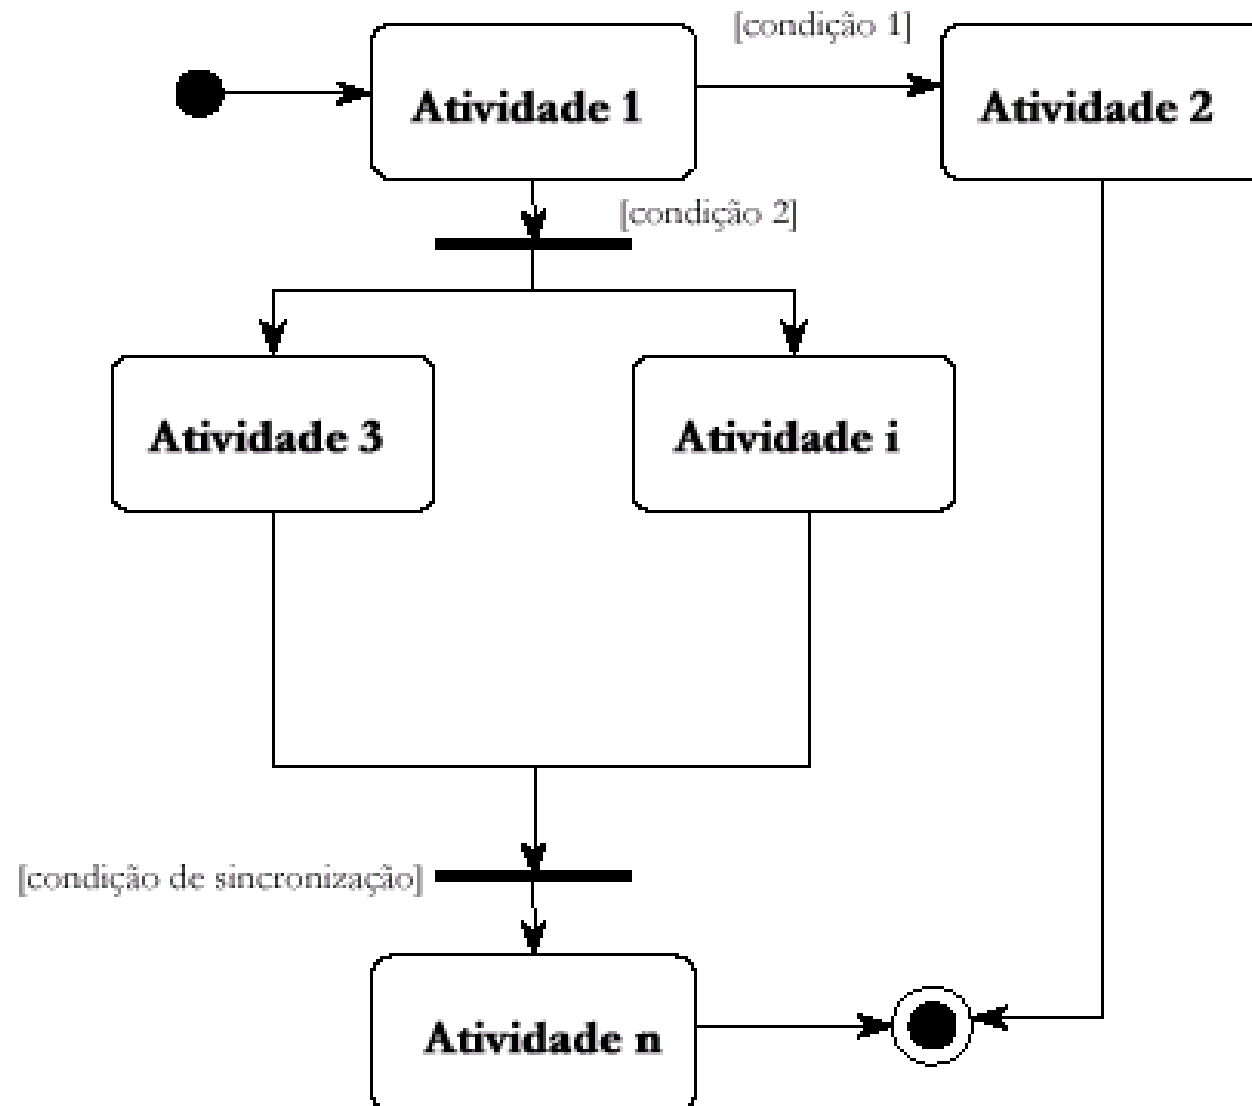 [condição 1]
Atividade 1
Atividade 2
[condição 2]
Atividade 3
Atividade i
[condição de sincronização]
Atividade n